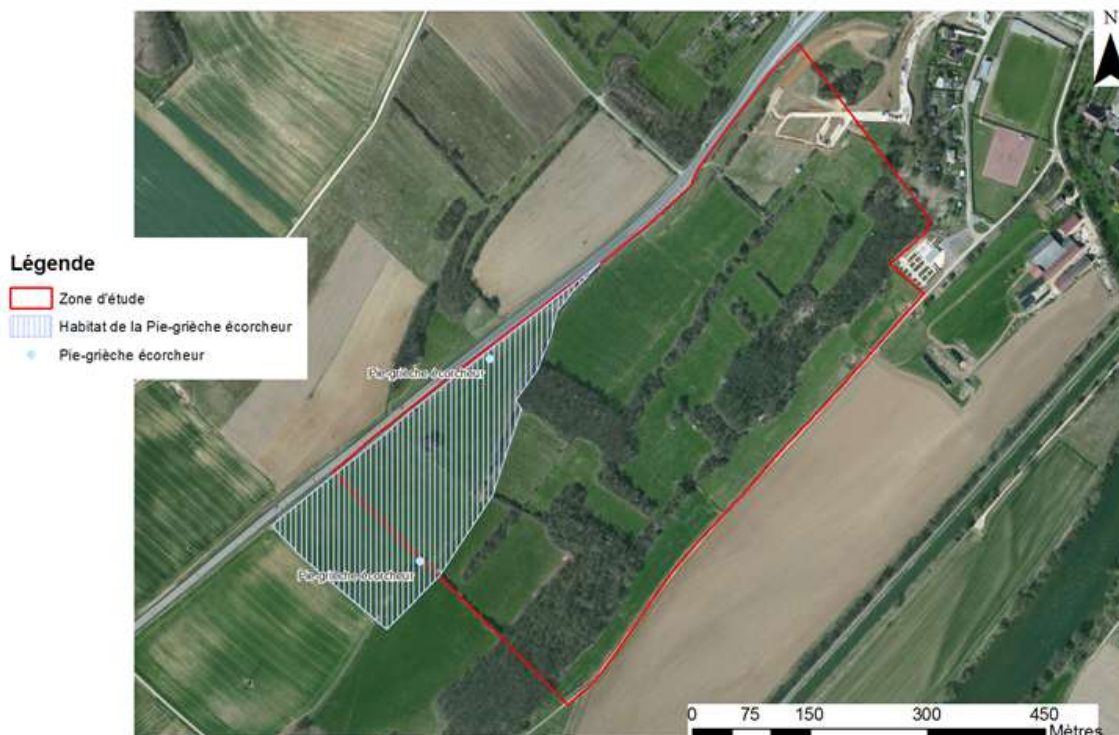 N
Légende
Zone d'étude
Habitat de la Pie-grièche écorcheur
Pie-grièche écorcheur
Pie-grièche écorcheur
Pie-grièche écorcheur
0 75 150 300 450
Mètres